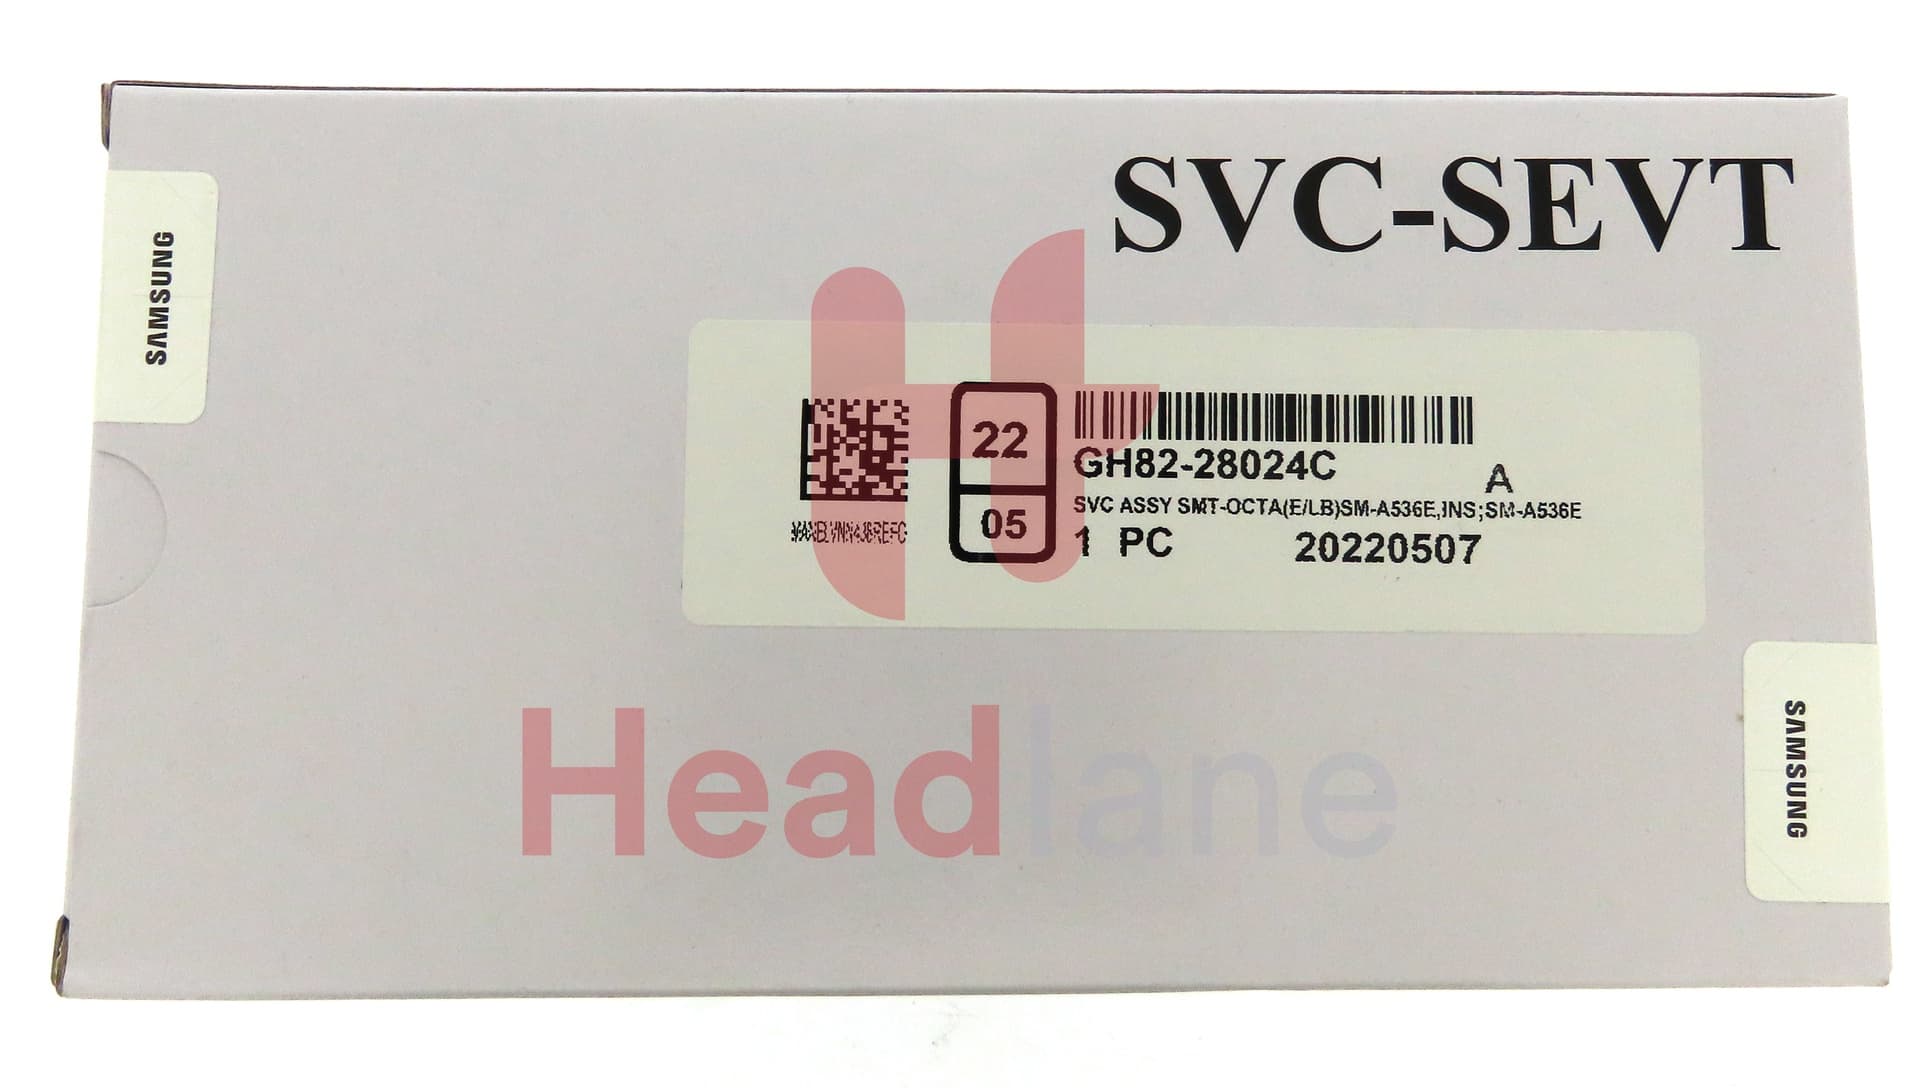 SVC-SEVT
SAMSUNG
22
05
GH82-28024C
A
SVC ASSY SMT-OCTA(E/LB)SM-A536E,INS;SM-A536E
1 PC
20220507
Headlane
SAMSUNG